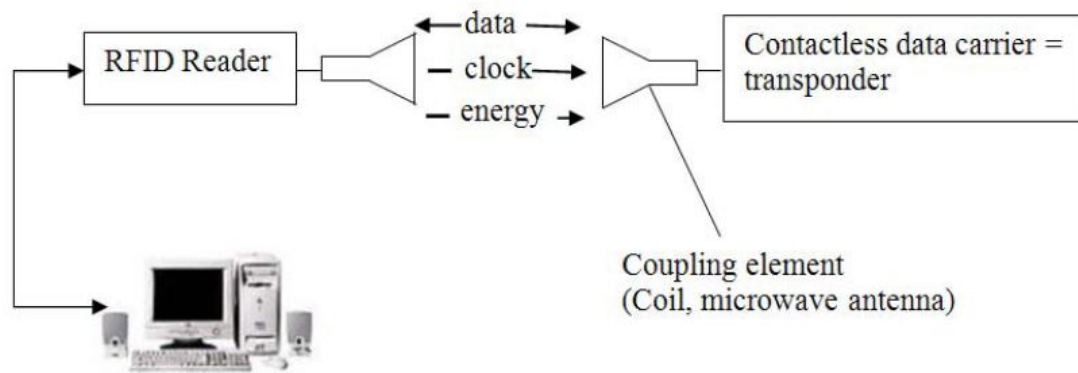 data
RFID Reader
clock
energy
Contactless data carrier =
transponder
Coupling element
(Coil, microwave antenna)